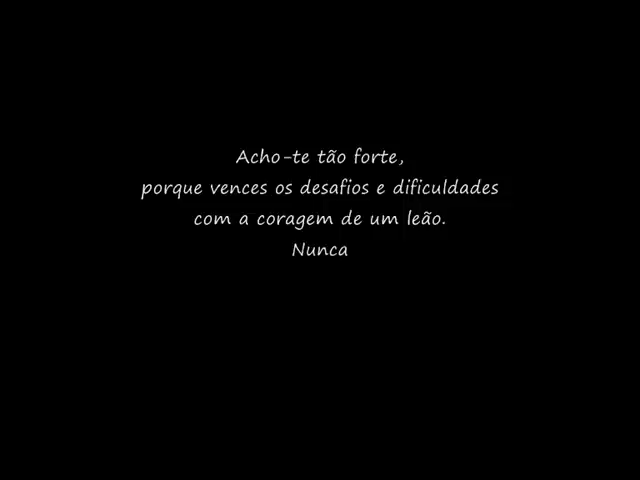 Acho-te tão forte,
porque vences os desafios e dificuldades
com a coragem de um leão.
Nunca